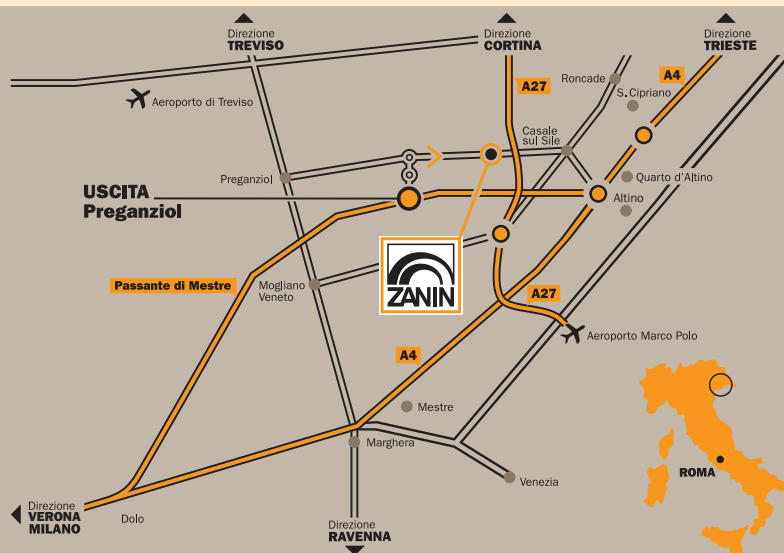 Direzione
TREVISO
Direzione
CORTINA
Direzione
TRIESTE
A27
Roncade
A4
S. Cipriano
Aeroporto di Treviso
Casale
sul Sile
Preganziol
Quarto d'Altino
USCITA
Preganziol
Altino
Passante di Mestre
Mogliano
Veneto
ZANIN
A27
Aeroporto Marco Polo
A4
Mestre
Marghera
ROMA
Venezia
Direzione
VERONA
MILANO
Dolo
Direzione
RAVENNA